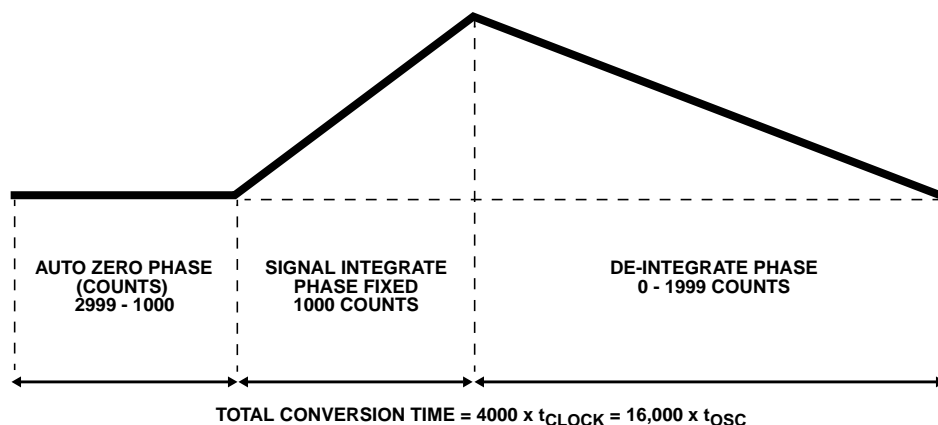 AUTO ZERO PHASE
(COUNTS)
2999 - 1000
SIGNAL INTEGRATE
PHASE FIXED
1000 COUNTS
DE-INTEGRATE PHASE
0 - 1999 COUNTS
TOTAL CONVERSION TIME = 4000 x tCLOCK = 16,000 x tOSC